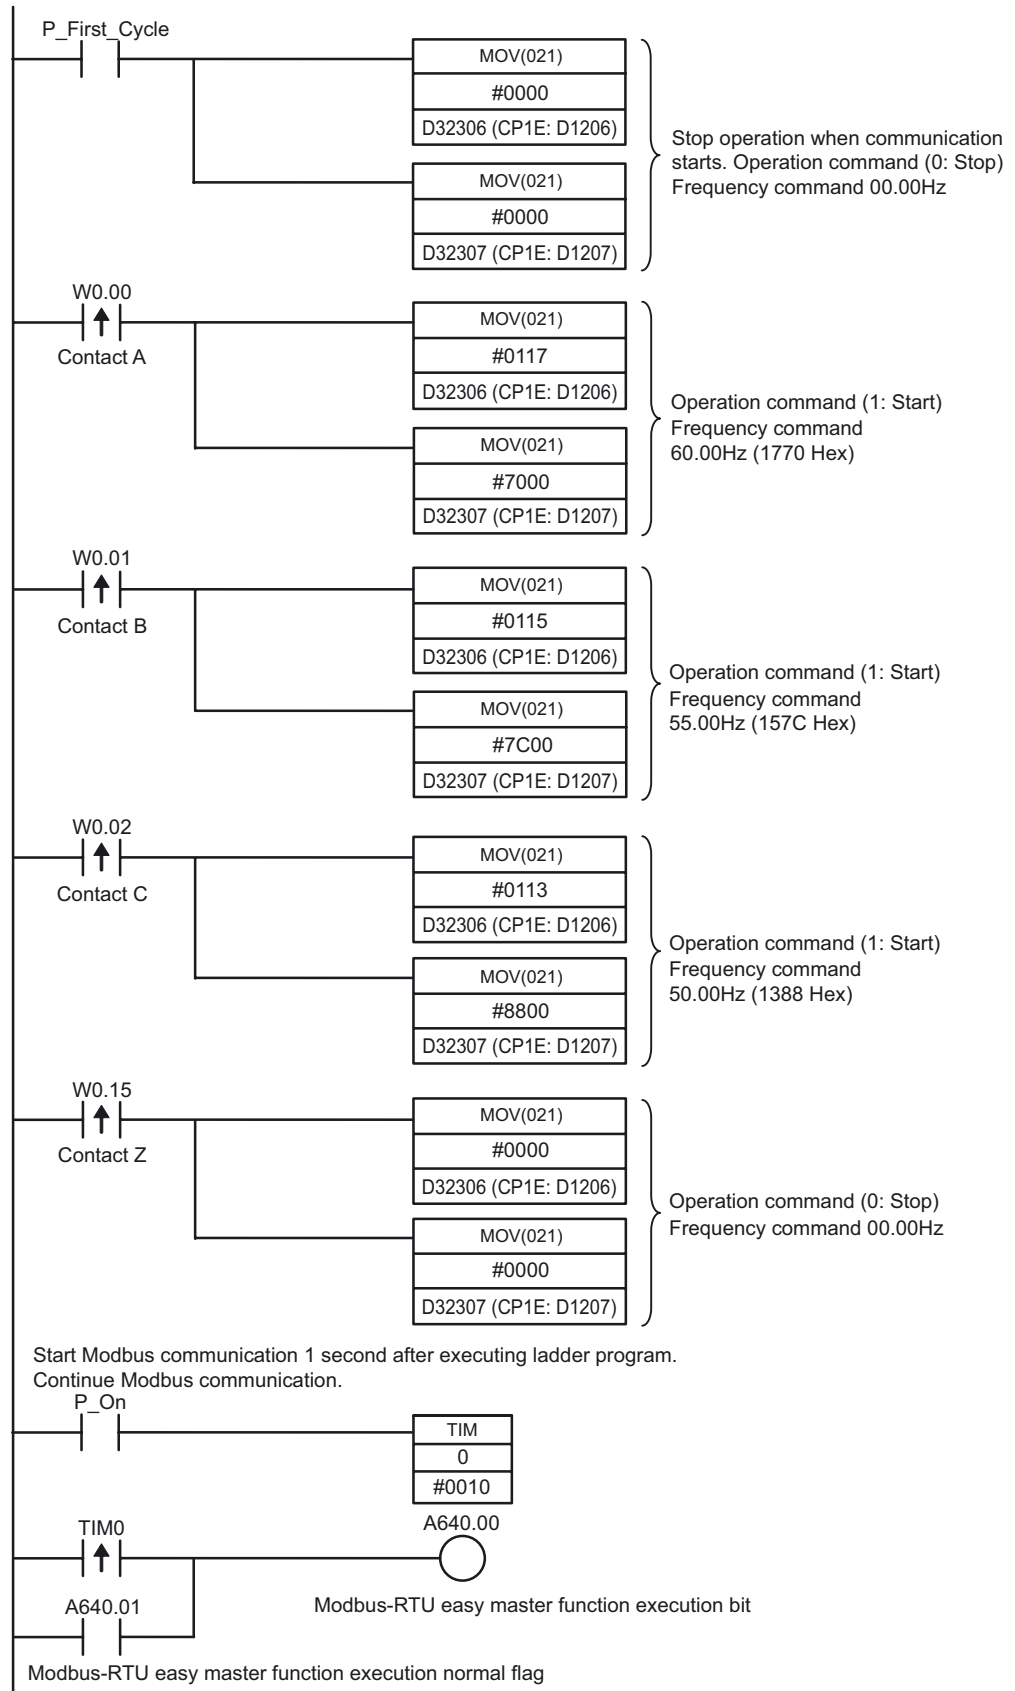 P_First_Cycle
MOV(021)
#0000
D32306 (CP1E: D1206)
MOV(021)
#0000
D32307 (CP1E: D1207)
Stop operation when communication
starts. Operation command (0: Stop)
Frequency command 00.00Hz
W0.00
Contact A
MOV(021)
#0117
D32306 (CP1E: D1206)
MOV(021)
#7000
D32307 (CP1E: D1207)
Operation command (1: Start)
Frequency command
60.00Hz (1770 Hex)
W0.01
Contact B
MOV(021)
#0115
D32306 (CP1E: D1206)
MOV(021)
#7C00
D32307 (CP1E: D1207)
Operation command (1: Start)
Frequency command
55.00Hz (157C Hex)
W0.02
Contact C
MOV(021)
#0113
D32306 (CP1E: D1206)
MOV(021)
#8800
D32307 (CP1E: D1207)
Operation command (1: Start)
Frequency command
50.00Hz (1388 Hex)
W0.15
Contact Z
MOV(021)
#0000
D32306 (CP1E: D1206)
MOV(021)
#0000
D32307 (CP1E: D1207)
Operation command (0: Stop)
Frequency command 00.00Hz
Start Modbus communication 1 second after executing ladder program.
Continue Modbus communication.
P_On
TIM
0
#0010
TIM0
A640.00
A640.01
Modbus-RTU easy master function execution bit
Modbus-RTU easy master function execution normal flag